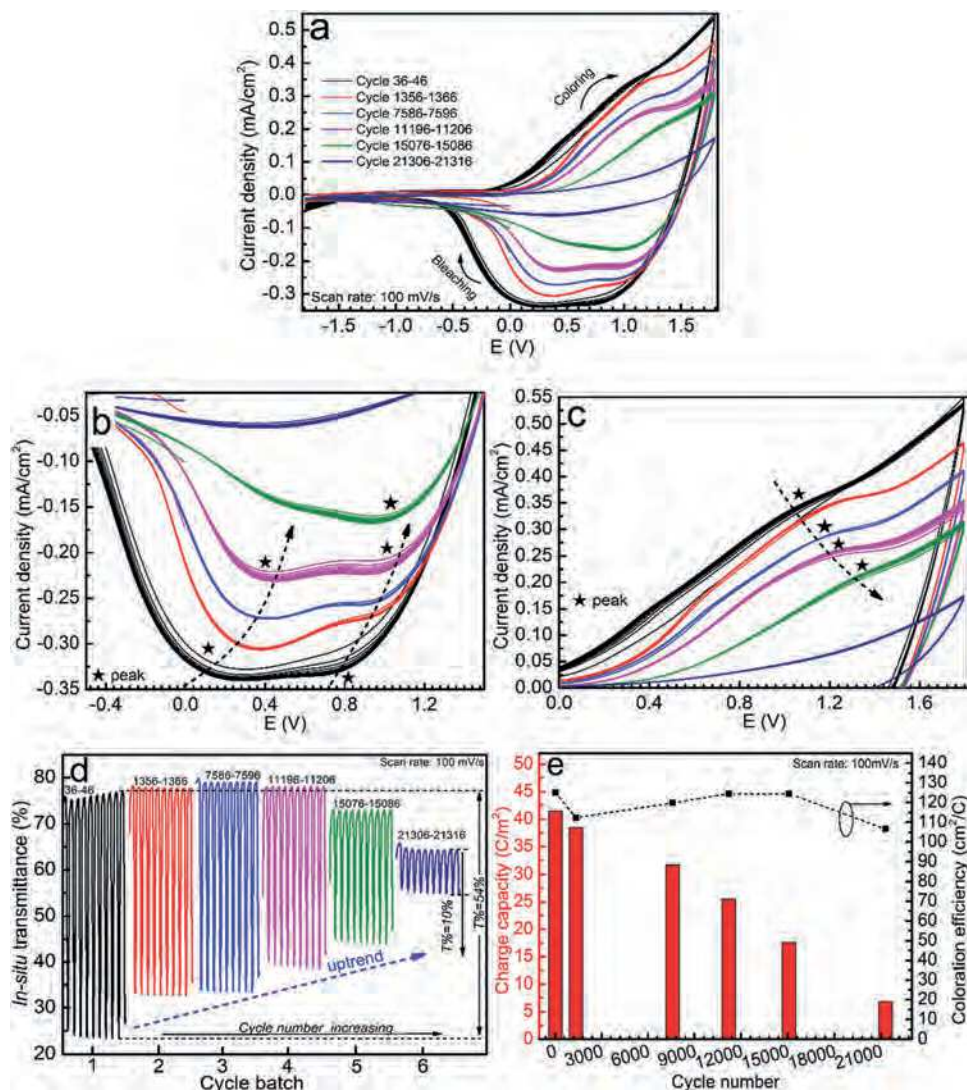 a
Current density (mA/cm²)
0.5
0.4
0.3
0.2
0.1
0.0
-0.1
-0.2
-0.3
Cycle 36-46
Cycle 1356-1366
Cycle 7586-7596
Cycle 11196-11206
Cycle 15076-15086
Cycle 21306-21316
Coloring
Bleaching
Scan rate: 100 mV/s
-1.5 -1.0 -0.5 0.0 0.5 1.0 1.5
E (V)
b
Current density (mA/cm²)
-0.05
-0.10
-0.15
-0.20
-0.25
-0.30
-0.35
★ peak
-0.4 0.0 0.4 0.8 1.2
E (V)
c
Current density (mA/cm²)
0.55
0.50
0.45
0.40
0.35
0.30
0.25
0.20
0.15
0.10
0.05
0.00
★ peak
0.0 0.4 0.8 1.2 1.6
E (V)
d
Scan rate: 100 mV/s
In-situ transmittance (%)
80
70
60
50
40
30
20
36-46
1356-1366
7586-7596
11196-11206
15076-15086
21306-21316
T%=10%
T%=54%
uptrend
Cycle number increasing
1 2 3 4 5 6
Cycle batch
e
Scan rate: 100mV/s
Charge capacity (C/m²)
50
45
40
35
30
25
20
15
10
5
0
Coloration efficiency (cm²/C)
140
130
120
110
100
90
80
70
60
50
40
30
20
10
0
0 3000 6000 9000 12000 15000 18000 21000
Cycle number